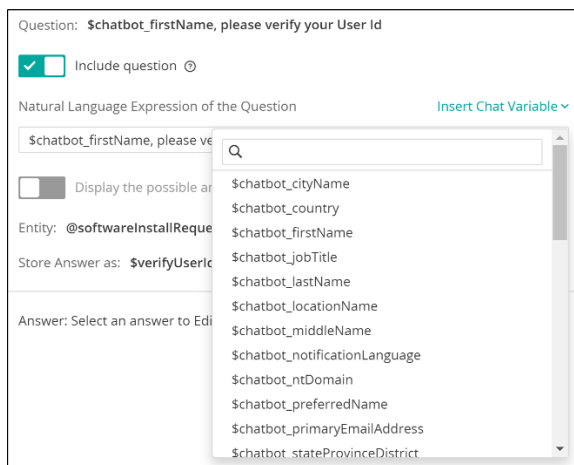 Question: $chatbot_firstName, please verify your User Id
Include question
Natural Language Expression of the Question Insert Chat Variable
$chatbot_firstName, please ve
Display the possible a
Entity: @softwareInstallReque
Store Answer as: $verifyUserId
Answer: Select an answer to Edi
$chatbot_cityName
$chatbot_country
$chatbot_firstName
$chatbot_jobTitle
$chatbot_lastName
$chatbot_locationName
$chatbot_middleName
$chatbot_notificationLanguage
$chatbot_ntDomain
$chatbot_preferredName
$chatbot_primaryEmailAddress
$chatbot_stateProvinceDistrict